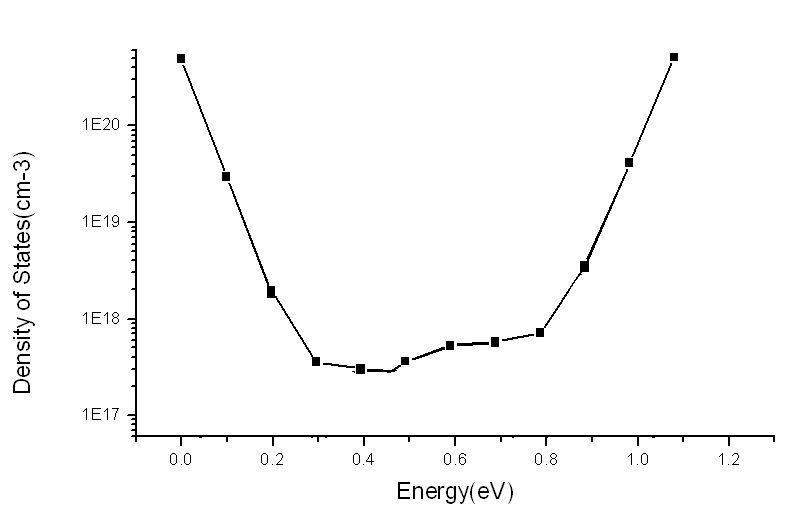 Density of States(cm-3)
1E20
1E19
1E18
1E17
0.0 0.2 0.4 0.6 0.8 1.0 1.2
Energy(eV)